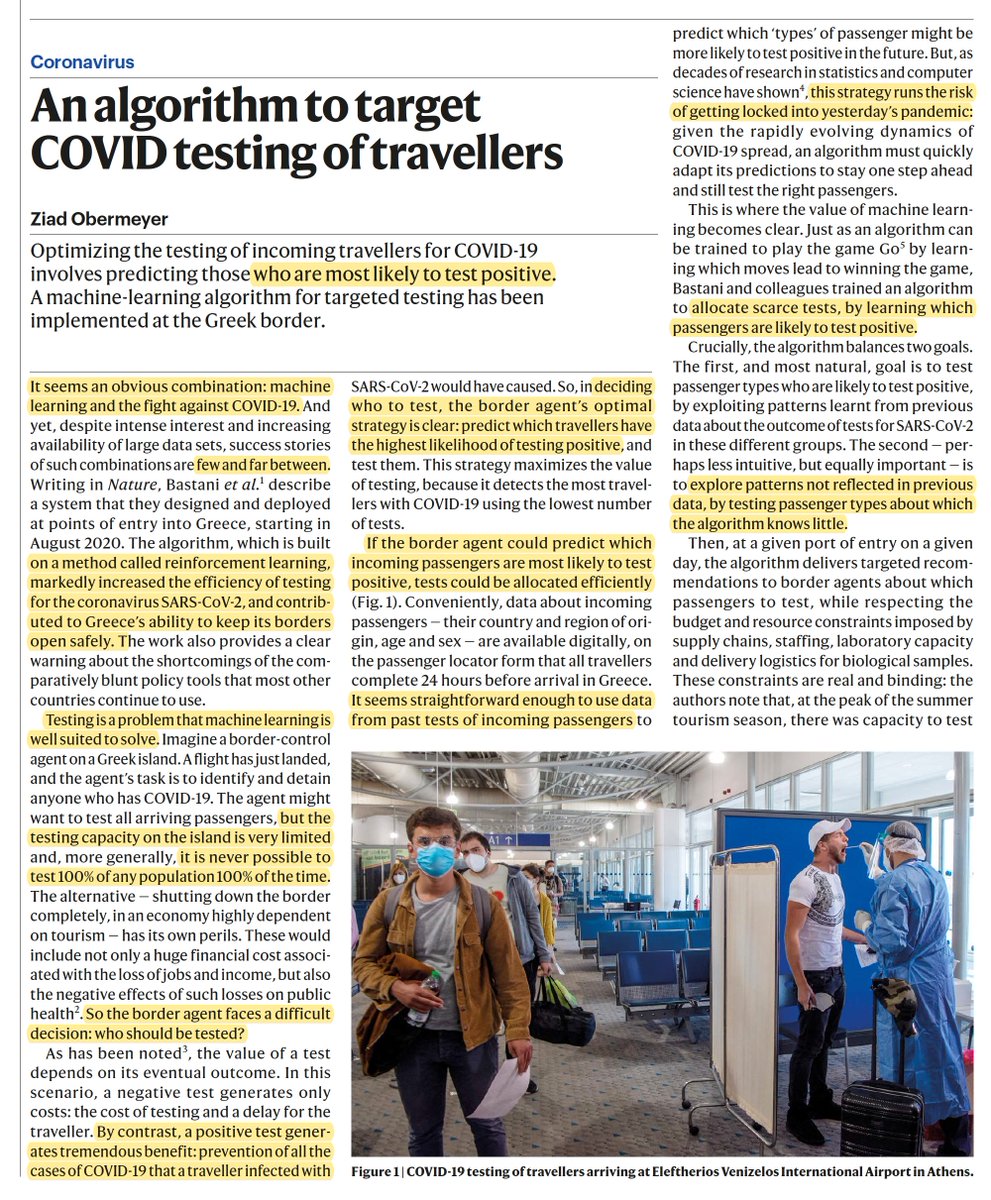 Coronavirus
An algorithm to target
COVID testing of travellers
Ziad Obermeyer
Optimizing the testing of incoming travellers for COVID-19
involves predicting those who are most likely to test positive.
A machine-learning algorithm for targeted testing has been
implemented at the Greek border.
It seems an obvious combination: machine
learning and the fight against COVID-19. And
yet, despite intense interest and increasing
availability of large data sets, success stories
of such combinations are few and far between.
Writing in Nature, Bastani et al.¹ describe
a system that they designed and deployed
at points of entry into Greece, starting in
August 2020. The algorithm, which is built
on a method called reinforcement learning,
markedly increased the efficiency of testing
for the coronavirus SARS-CoV-2, and contrib-
uted to Greece's ability to keep its borders
open safely. The work also provides a clear
warning about the shortcomings of the com-
paratively blunt policy tools that most other
countries continue to use.
Testing is a problem that machine learning is
well suited to solve. Imagine a border-control
agent on a Greek island. A flight has just landed,
and the agent's task is to identify and detain
anyone who has COVID-19. The agent might
want to test all arriving passengers, but the
testing capacity on the island is very limited
and, more generally, it is never possible to
test 100% of any population 100% of the time.
The alternative — shutting down the border
completely, in an economy highly dependent
on tourism — has its own perils. These would
include not only a huge financial cost associ-
ated with the loss of jobs and income, but also
the negative effects of such losses on public
health². So the border agent faces a difficult
decision: who should be tested?
As has been noted³, the value of a test
depends on its eventual outcome. In this
scenario, a negative test generates only
costs: the cost of testing and a delay for the
traveller. By contrast, a positive test gener-
ates tremendous benefit: prevention of all the
cases of COVID-19 that a traveller infected with
SARS-CoV-2 would have caused. So, in deciding
who to test, the border agent's optimal
strategy is clear: predict which travellers have
the highest likelihood of testing positive, and
test them. This strategy maximizes the value
of testing, because it detects the most travel-
lers with COVID-19 using the lowest number
of tests.
If the border agent could predict which
incoming passengers are most likely to test
positive, tests could be allocated efficiently
(Fig. 1). Conveniently, data about incoming
passengers — their country and region of ori-
gin, age and sex — are available digitally, on
the passenger locator form that all travellers
complete 24 hours before arrival in Greece.
It seems straightforward enough to use data
from past tests of incoming passengers to
predict which 'types' of passenger might be
more likely to test positive in the future. But, as
decades of research in statistics and computer
science have shown⁴, this strategy runs the risk
of getting locked into yesterday's pandemic:
given the rapidly evolving dynamics of
COVID-19 spread, an algorithm must quickly
adapt its predictions to stay one step ahead
and still test the right passengers.
This is where the value of machine learn-
ing becomes clear. Just as an algorithm can
be trained to play the game Go⁵ by learn-
ing which moves lead to winning the game,
Bastani and colleagues trained an algorithm
to allocate scarce tests, by learning which
passengers are likely to test positive.
Crucially, the algorithm balances two goals.
The first, and most natural, goal is to test
passenger types who are likely to test positive,
by exploiting patterns learnt from previous
data about the outcome of tests for SARS-CoV-2
in these different groups. The second — per-
haps less intuitive, but equally important — is
to explore patterns not reflected in previous
data, by testing passenger types about which
the algorithm knows little.
Then, at a given port of entry on a given
day, the algorithm delivers targeted recom-
mendations to border agents about which
passengers to test, while respecting the
budget and resource constraints imposed by
supply chains, staffing, laboratory capacity
and delivery logistics for biological samples.
These constraints are real and binding: the
authors note that, at the peak of the summer
tourism season, there was capacity to test
A1
Figure 1 | COVID-19 testing of travellers arriving at Eleftherios Venizelos International Airport in Athens.